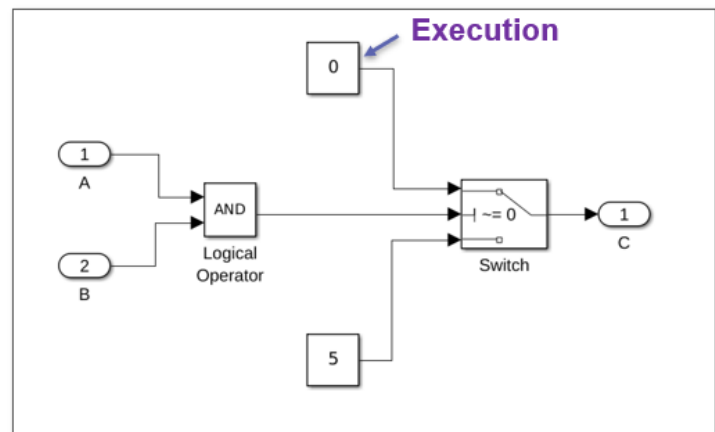 Execution
0
1
A
AND
~= 0
1
C
Logical
Operator
Switch
2
B
5